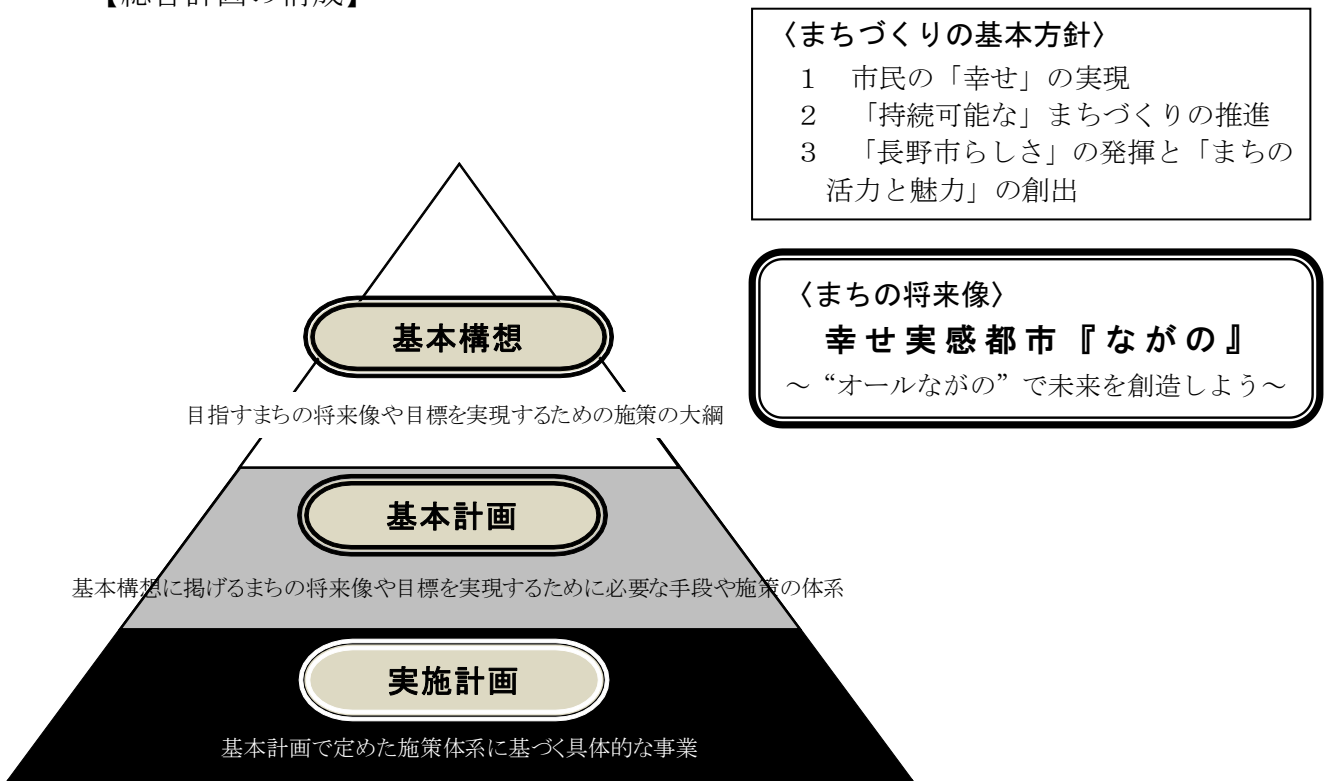 【総合計画の構成】
〈まちづくりの基本方針〉
１　市民の「幸せ」の実現
２　「持続可能な」まちづくりの推進
３　「長野市らしさ」の発揮と「まちの
活力と魅力」の創出
〈まちの将来像〉
幸せ実感都市『ながの』
～“オールながの”で未来を創造しよう～
基本構想
目指すまちの将来像や目標を実現するための施策の大綱
基本計画
基本構想に掲げるまちの将来像や目標を実現するために必要な手段や施策の体系
実施計画
基本計画で定めた施策体系に基づく具体的な事業